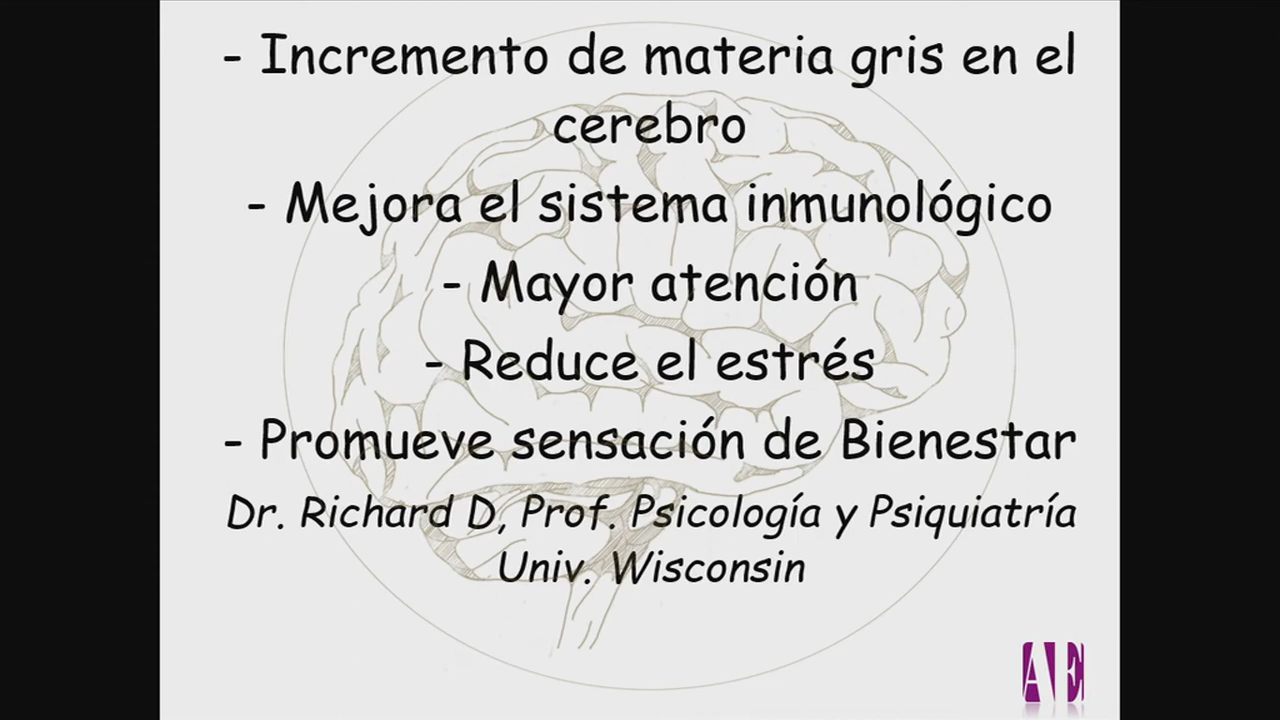 - Incremento de materia gris en el
cerebro
- Mejora el sistema inmunológico
- Mayor atención
- Reduce el estrés
- Promueve sensación de Bienestar
Dr. Richard D, Prof. Psicología y Psiquiatría
Univ. Wisconsin
AE